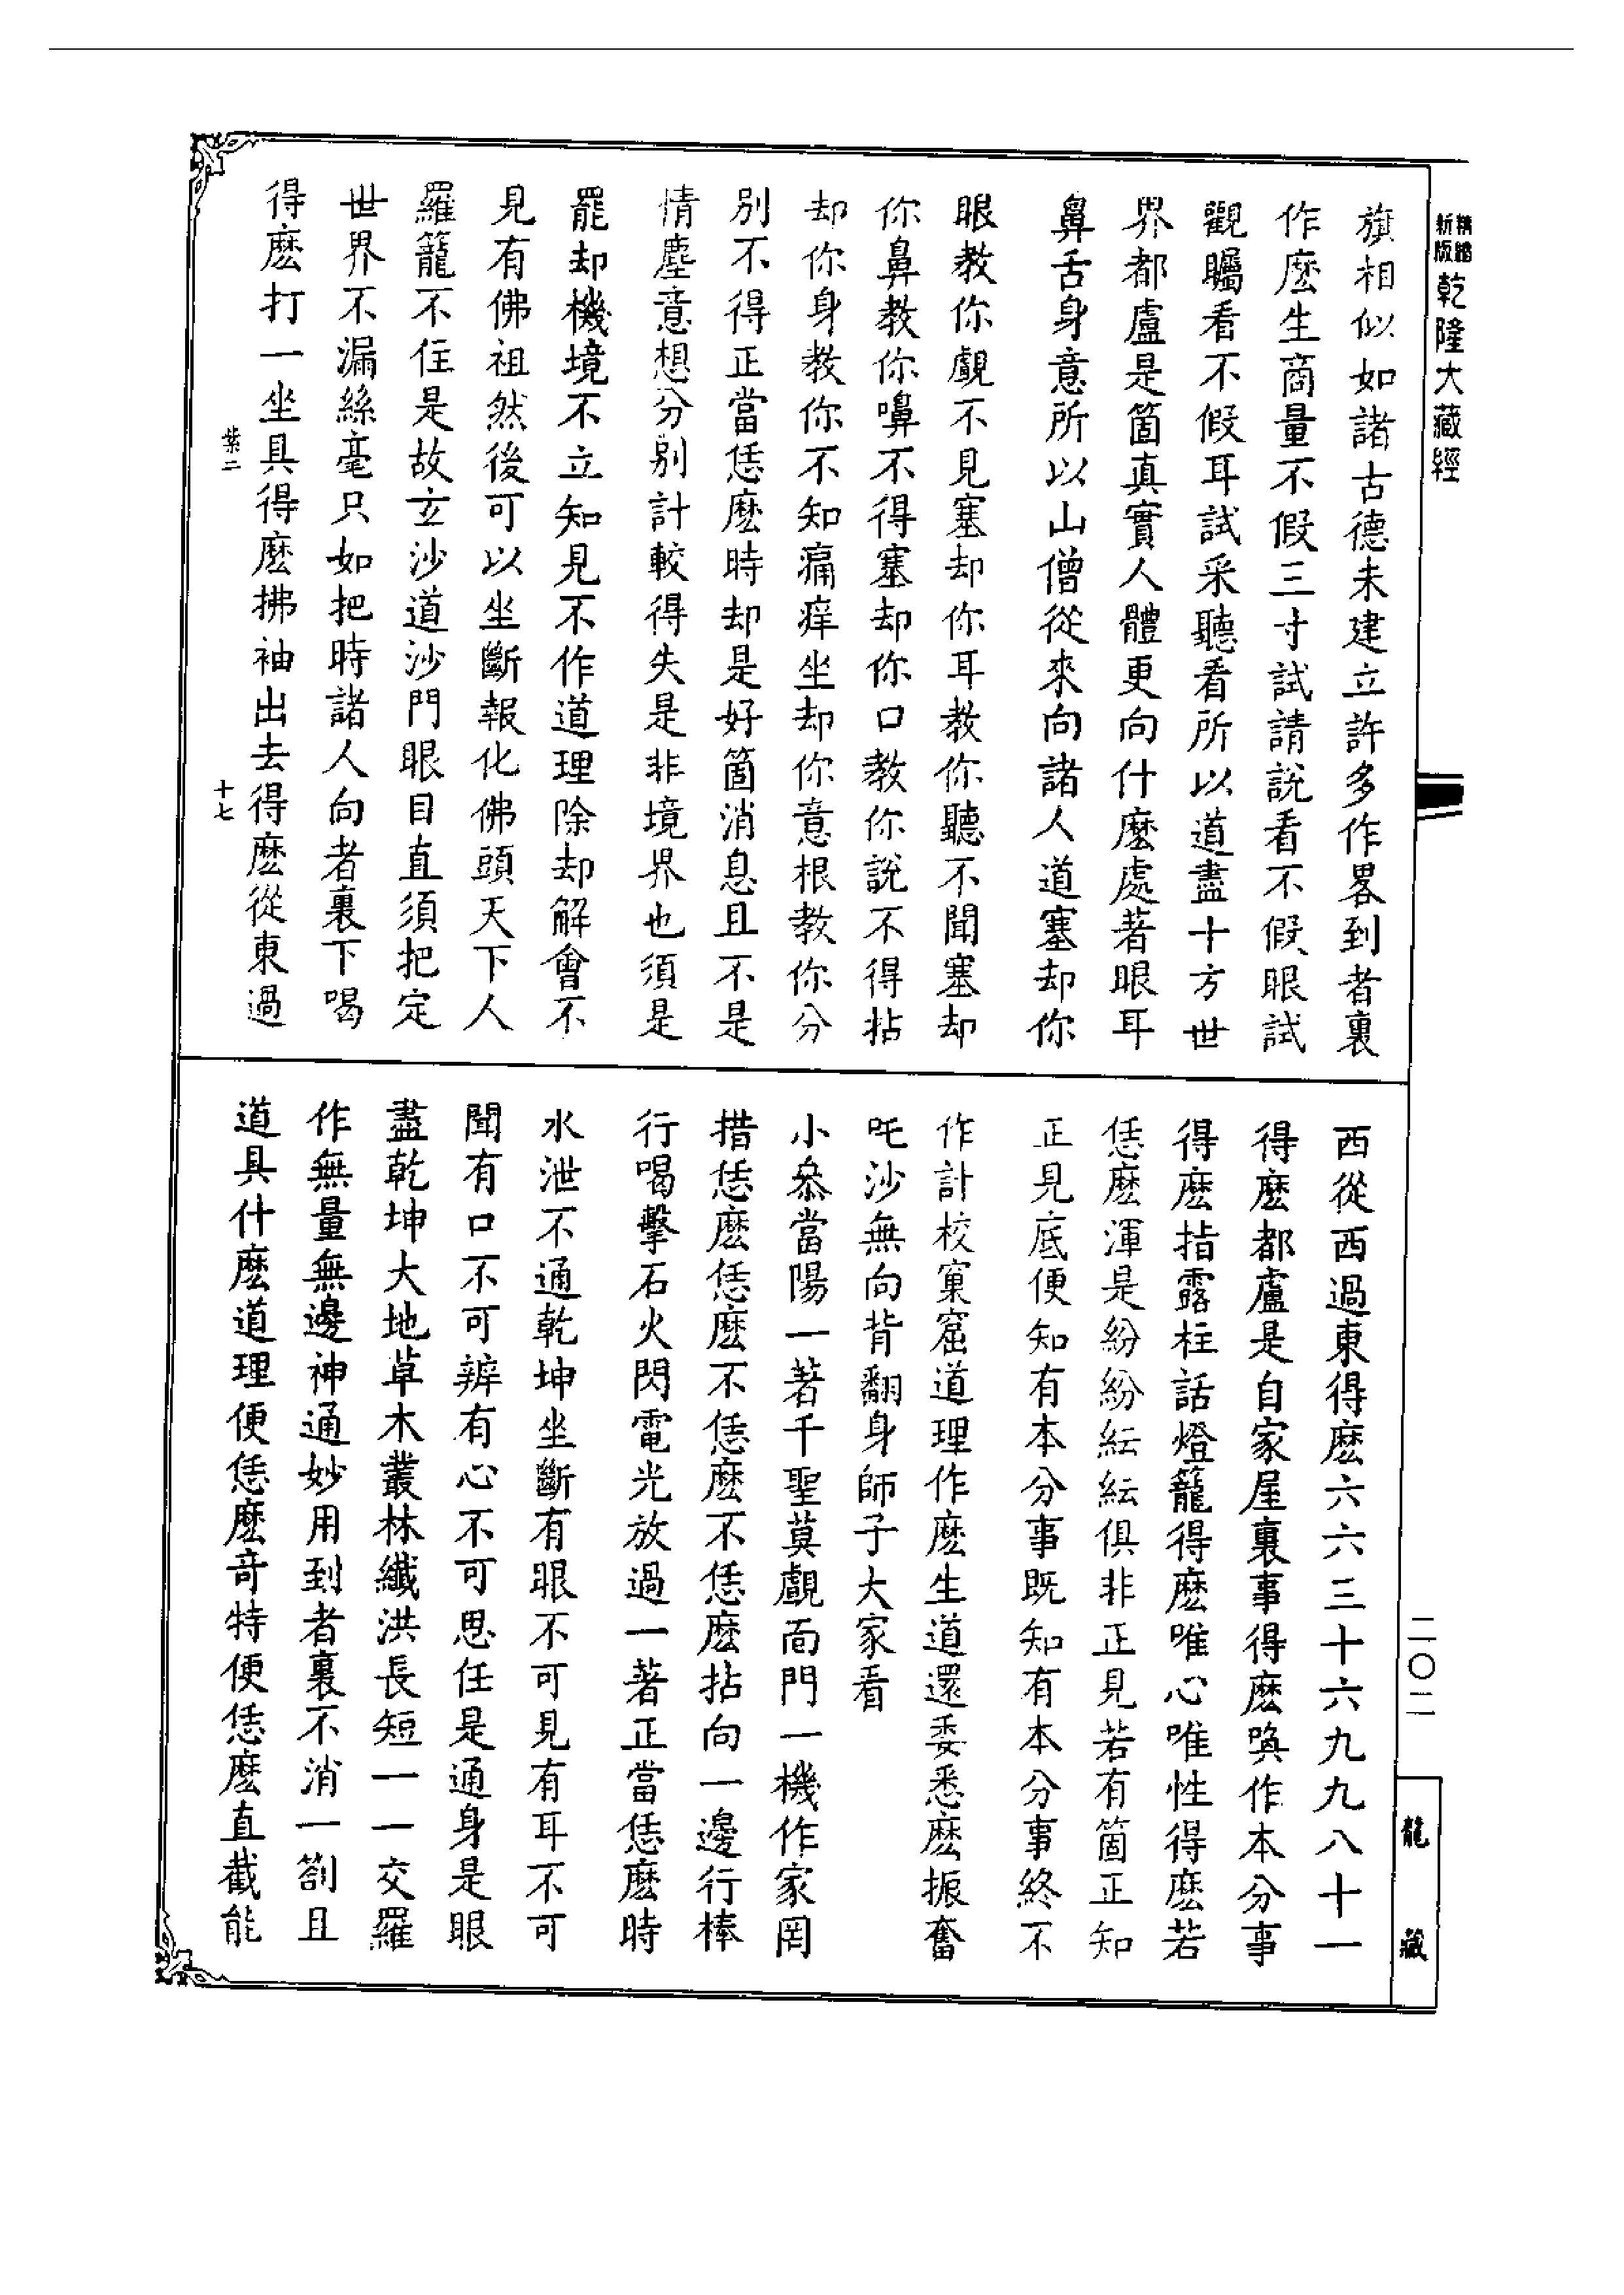 精縮新版乾隆大藏經
旗相似如諸古德未建立許多作畧到者裏
作麽生商量不假三寸試請說看不假眼試
觀矚看不假耳試采聽看所以道盡十方世
界都盧是箇真實人體更向什麽處著眼耳
鼻舌身意所以山僧從來向諸人道塞却你
眼教你覷不見塞却你耳教你聽不聞塞却
你鼻教你嗅不得塞却你口教你說不得拈
却你身教你不知痛痒坐却你意根教你分
別不得正當恁麽時却是好箇消息且不是
情塵意想分別計較得失是非境界也須是
罷却機境不立知見不作道理除却解會不
見有佛祖然後可以坐斷報化佛頭天下人
羅籠不住是故玄沙道沙門眼目直須把定
世界不漏絲毫只如把時諸人向者裏下喝
得麽打一坐具得麽拂袖出去得麽從東過
紫二 十七
西從西過東得麽六六三十六九九八十一
得麽都盧是自家屋裏事得麽喚作本分事
得麽指露柱話燈籠得麽唯心唯性得麽若
恁麽渾是紛紛紜紜俱非正見若有箇正知
正見底便知有本分事既知有本分事終不
作計校窠窟道理作麽生道還委悉麽振奮
吒沙無向背翻身師子大家看
小叅當陽一著千聖莫覷面門一機作家罔
措恁麽恁麽不恁麽不恁麽拈向一邊行棒
行喝擊石火閃電光放過一著正當恁麽時
水泄不通乾坤坐斷有眼不可見有耳不可
聞有口不可辨有心不可思任是通身是眼
盡乾坤大地草木叢林纖洪長短一一交羅
作無量無邊神通妙用到者裏不消一劄且
道具什麽道理便恁麽奇特便恁麽直截能
二〇二
龍藏